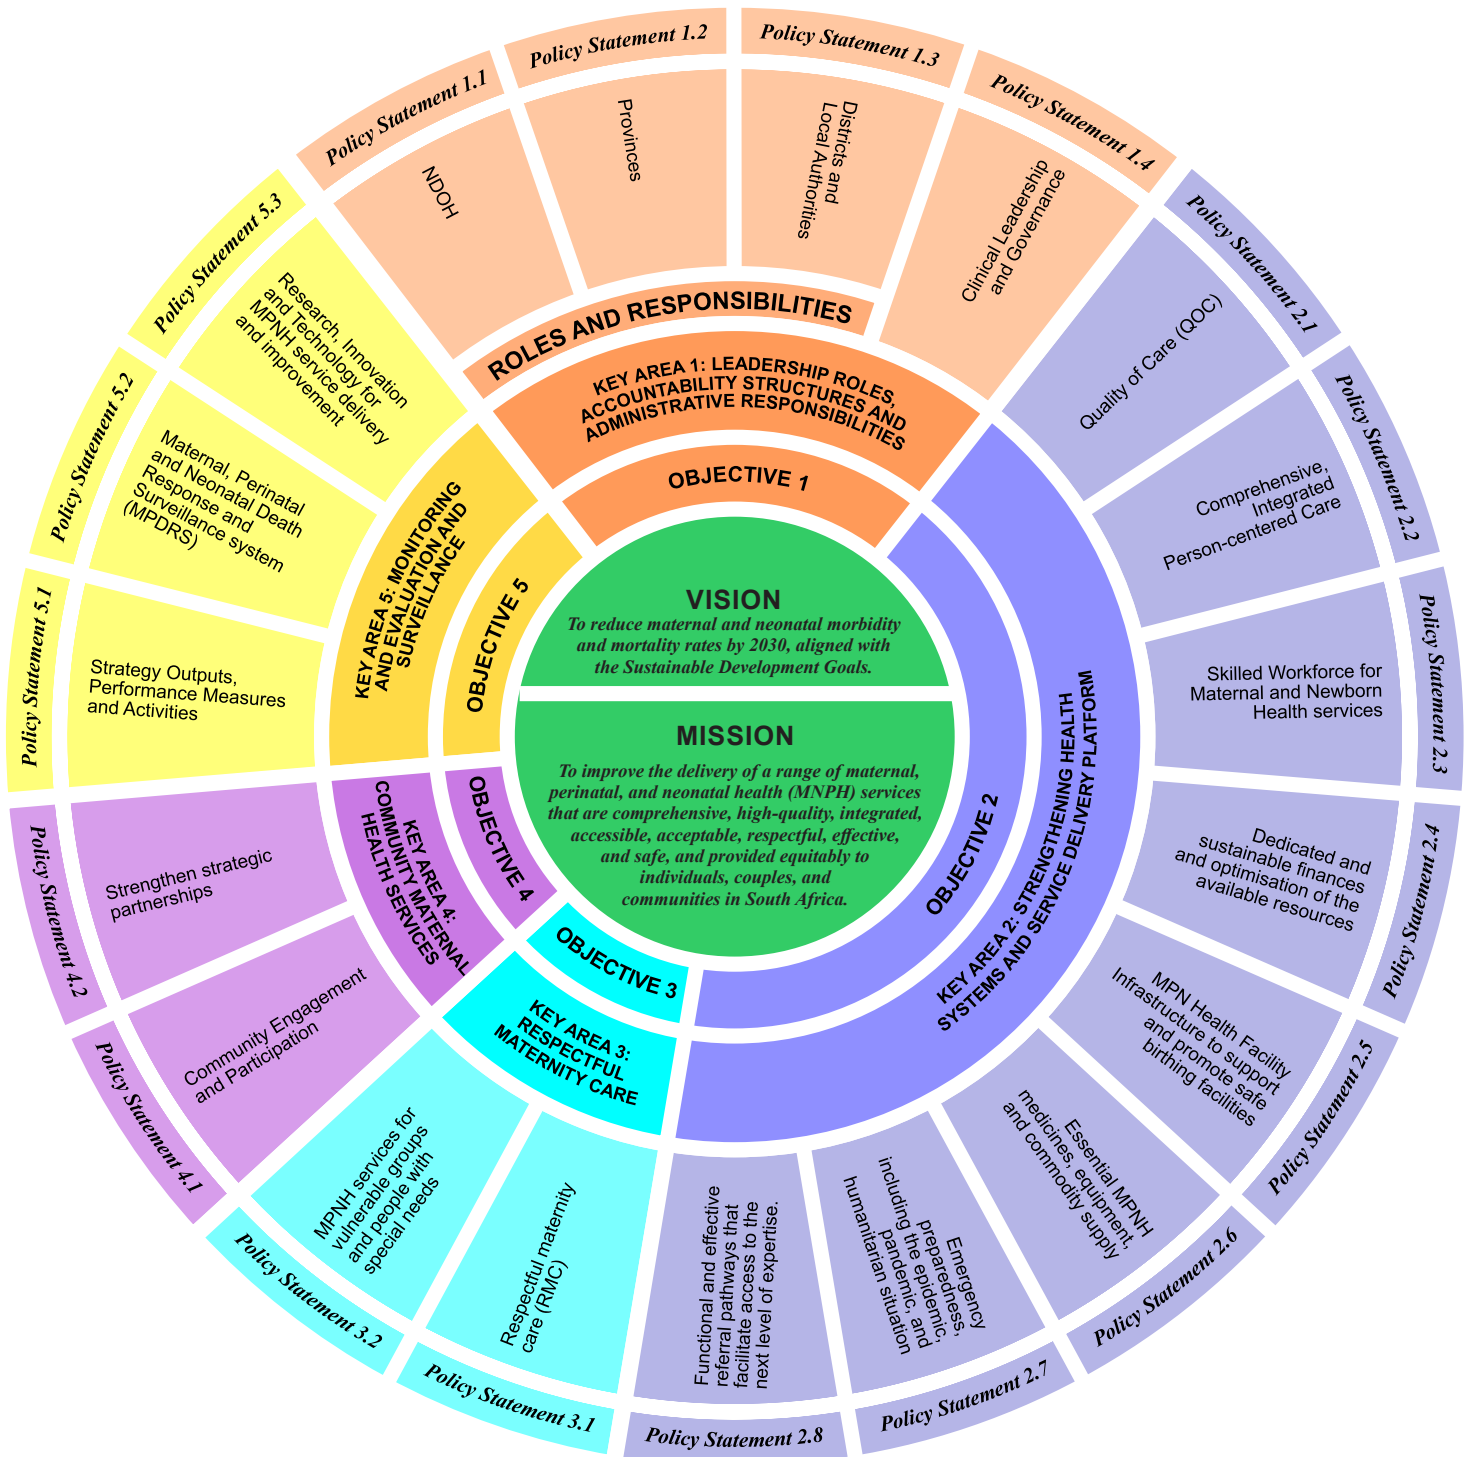 VISION
To reduce maternal and neonatal morbidity
and mortality rates by 2030, aligned with
the Sustainable Development Goals.
MISSION
To improve the delivery of a range of maternal,
perinatal, and neonatal health (MNPH) services
that are comprehensive, high-quality, integrated,
accessible, acceptable, respectful, effective,
and safe, and provided equitably to
individuals, couples, and
communities in South Africa.
OBJECTIVE 1
KEY AREA 1: LEADERSHIP ROLES,
ACCOUNTABILITY STRUCTURES AND
ADMINISTRATIVE RESPONSIBILITIES
ROLES AND RESPONSIBILITIES
Policy Statement 1.1
NDOH
Policy Statement 1.2
Provinces
Policy Statement 1.3
Districts and
Local Authorities
Policy Statement 1.4
Clinical Leadership
and Governance
OBJECTIVE 2
KEY AREA 2: STRENGTHENING HEALTH
SYSTEMS AND SERVICE DELIVERY PLATFORM
Policy Statement 2.1
Quality of Care (QOC)
Policy Statement 2.2
Comprehensive,
Integrated
Person-centered Care
Policy Statement 2.3
Skilled Workforce for
Maternal and Newborn
Health services
Policy Statement 2.4
Dedicated and
sustainable finances
and optimisation of the
available resources
Policy Statement 2.5
MPN Health Facility
Infrastructure to support
and promote safe
birthing facilities
Policy Statement 2.6
Essential MPNH
medicines, equipment,
and commodity supply
Policy Statement 2.7
Emergency
preparedness,
including the epidemic,
pandemic, and
humanitarian situation
Policy Statement 2.8
Functional and effective
referral pathways that
facilitate access to the
next level of expertise.
OBJECTIVE 3
KEY AREA 3:
RESPECTFUL
MATERNITY CARE
Policy Statement 3.1
Respectful maternity
care (RMC)
Policy Statement 3.2
MPNH services for
vulnerable groups
and people with
special needs
OBJECTIVE 4
KEY AREA 4:
COMMUNITY MATERNAL
HEALTH SERVICES
Policy Statement 4.1
Community Engagement
and Participation
Policy Statement 4.2
Strengthen strategic
partnerships
OBJECTIVE 5
KEY AREA 5: MONITORING
AND EVALUATION AND
SURVEILLANCE
Policy Statement 5.1
Strategy Outputs,
Performance Measures
and Activities
Policy Statement 5.2
Maternal, Perinatal
and Neonatal Death
Response and
Surveillance system
(MPDRS)
Policy Statement 5.3
Research, Innovation
and Technology for
MPNH service delivery
and improvement